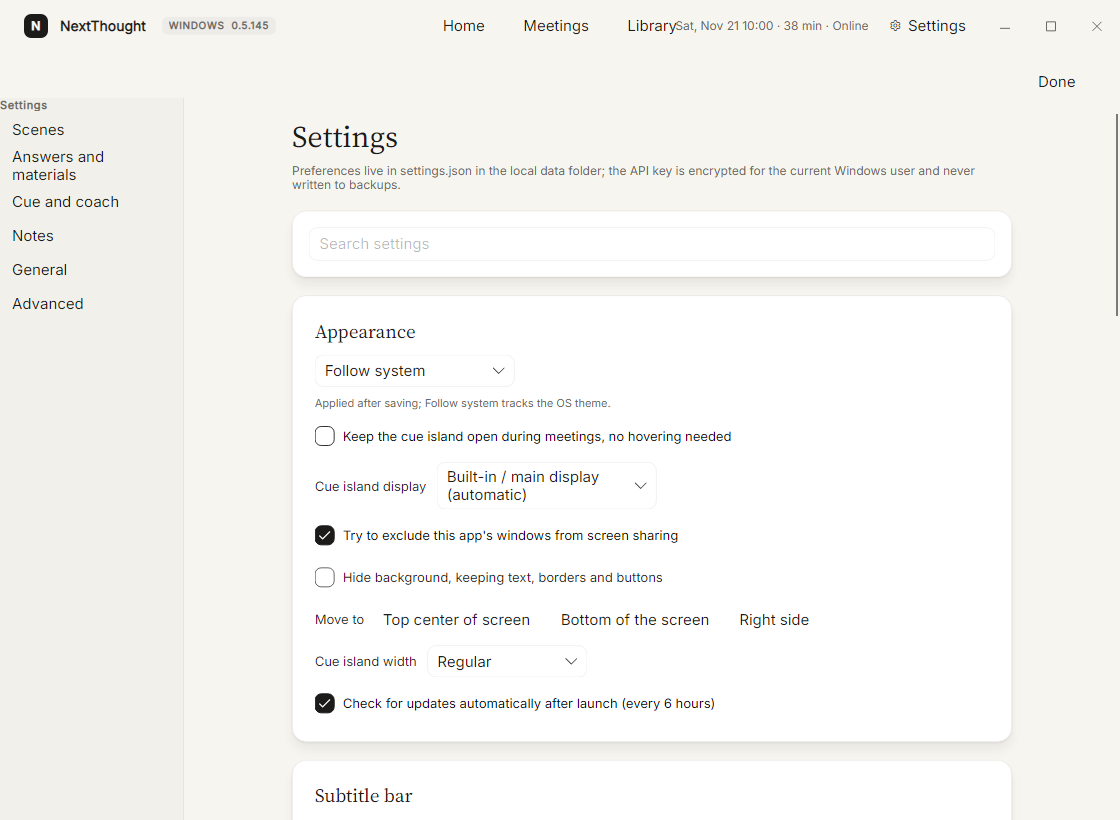 N NextThought WINDOWS 0.5.145 Home Meetings Library Sat, Nov 21 10:00 · 38 min · Online Settings
Done
Settings
Scenes
Answers and
materials
Cue and coach
Notes
General
Advanced
Settings
Preferences live in settings.json in the local data folder; the API key is encrypted for the current Windows user and never
written to backups.
Search settings
Appearance
Follow system
Applied after saving; Follow system tracks the OS theme.
Keep the cue island open during meetings, no hovering needed
Cue island display Built-in / main display
(automatic)
Try to exclude this app's windows from screen sharing
Hide background, keeping text, borders and buttons
Move to Top center of screen Bottom of the screen Right side
Cue island width Regular
Check for updates automatically after launch (every 6 hours)
Subtitle bar